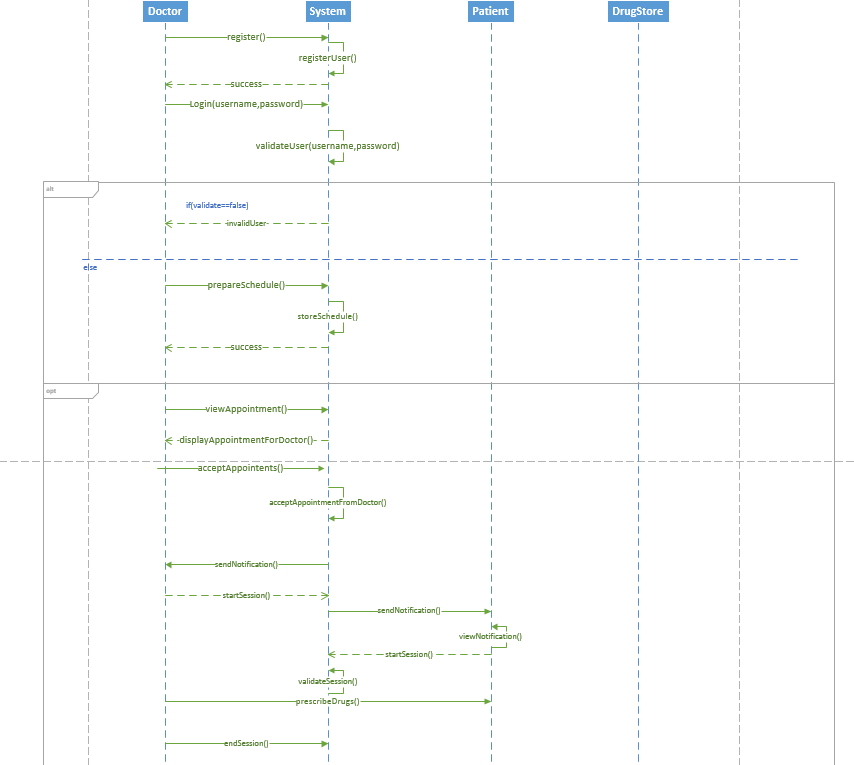 Doctor System Patient DrugStore
register()
registerUser()
success
Login(username,password)
validateUser(username,password)
alt
if(validate==false)
invalidUser
else
prepareSchedule()
storeSchedule()
success
opt
viewAppointment()
displayAppointmentForDoctor()
acceptAppointents()
acceptAppointmentFromDoctor()
sendNotification()
startSession()
sendNotification()
viewNotification()
startSession()
validateSession()
prescribeDrugs()
endSession()